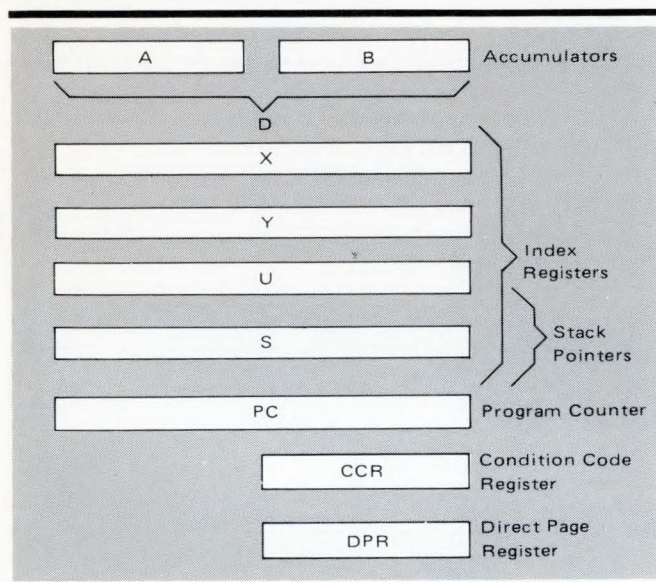 A B Accumulators
D
X
Y
U
Index
Registers
S
Stack
Pointers
PC Program Counter
CCR Condition Code
Register
DPR Direct Page
Register